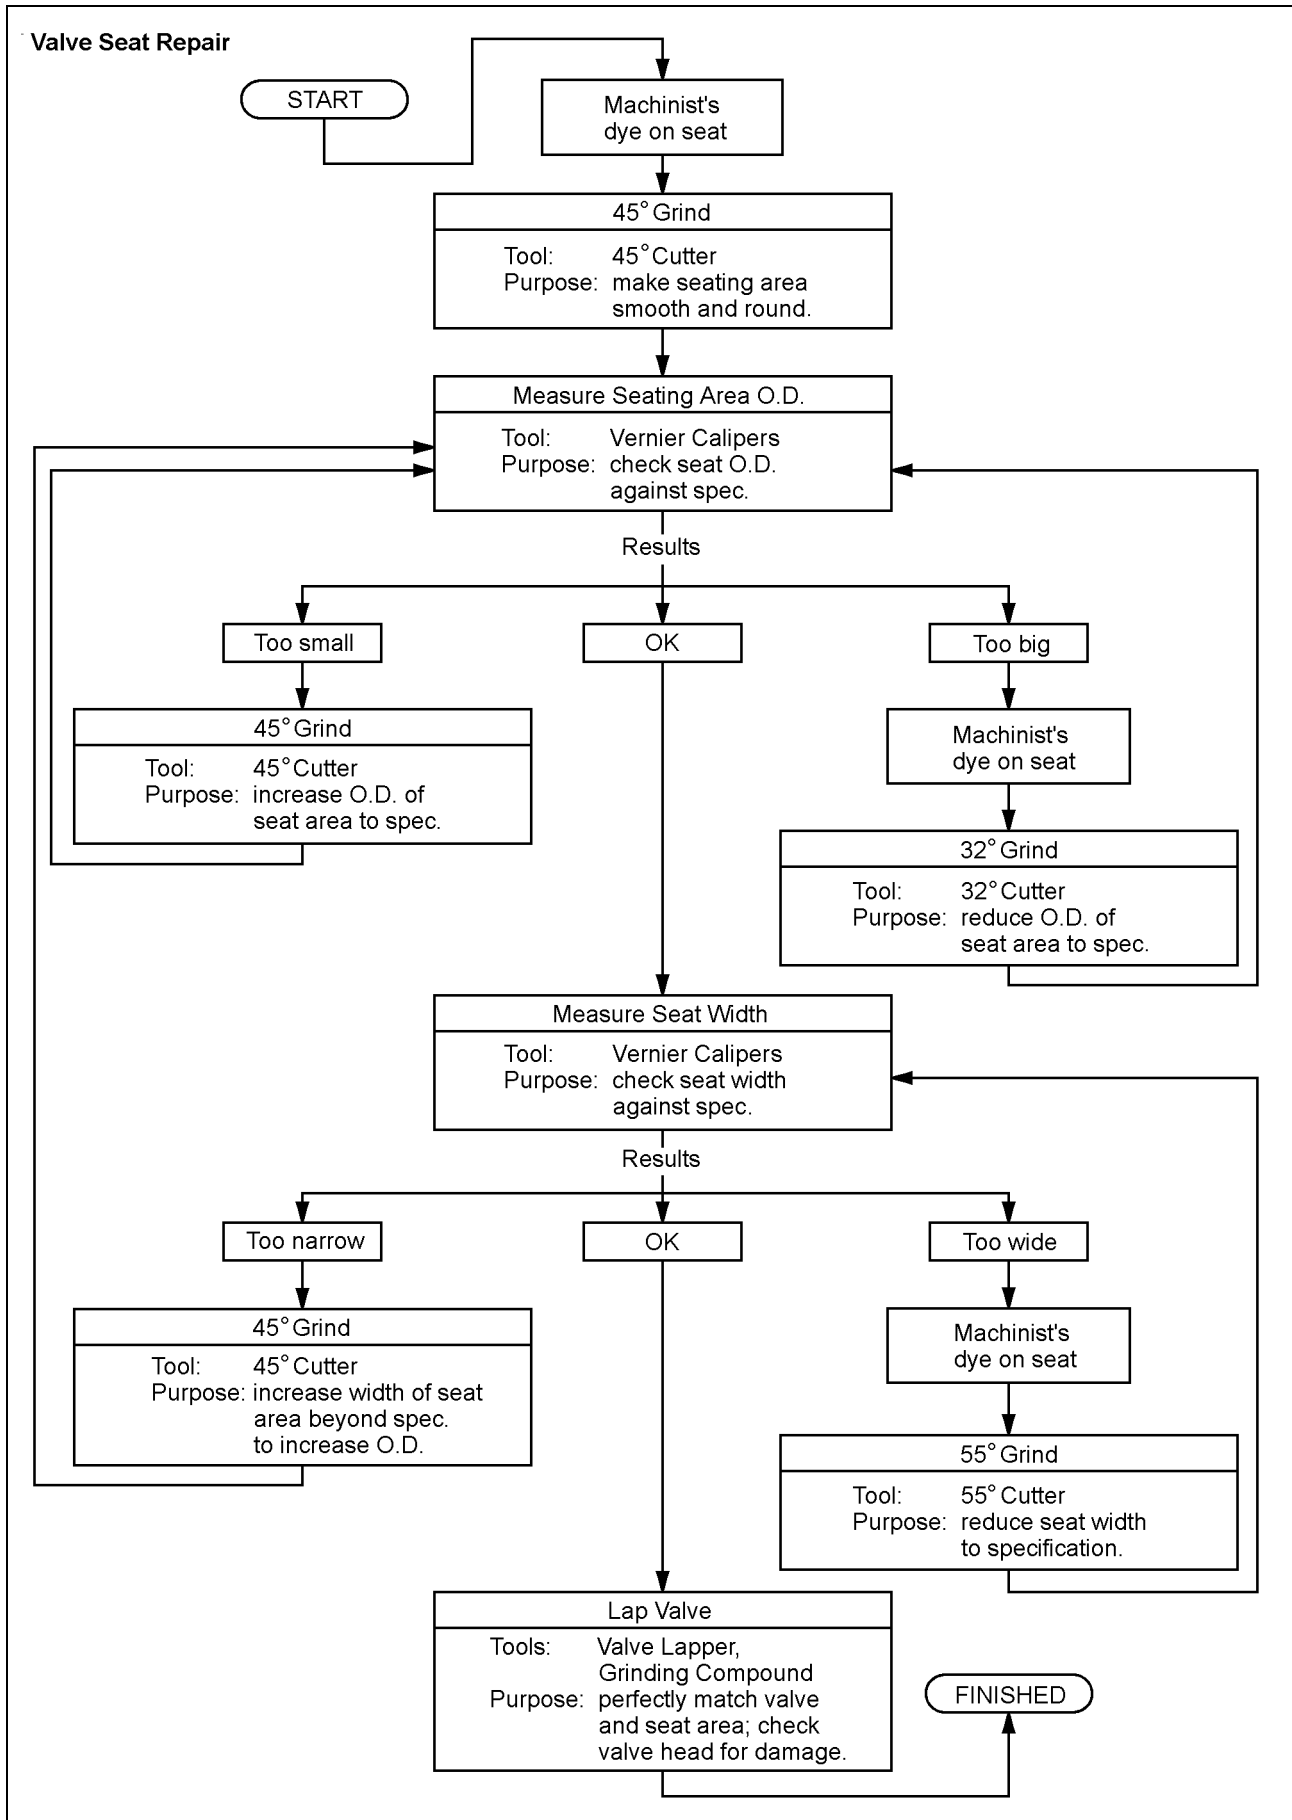 Valve Seat Repair
START
Machinist's
dye on seat
45° Grind
Tool: 45° Cutter
Purpose: make seating area
smooth and round.
Measure Seating Area O.D.
Tool: Vernier Calipers
Purpose: check seat O.D.
against spec.
Results
Too small
OK
Too big
45° Grind
Tool: 45° Cutter
Purpose: increase O.D. of
seat area to spec.
Machinist's
dye on seat
32° Grind
Tool: 32° Cutter
Purpose: reduce O.D. of
seat area to spec.
Measure Seat Width
Tool: Vernier Calipers
Purpose: check seat width
against spec.
Results
Too narrow
OK
Too wide
45° Grind
Tool: 45° Cutter
Purpose: increase width of seat
area beyond spec.
to increase O.D.
Machinist's
dye on seat
55° Grind
Tool: 55° Cutter
Purpose: reduce seat width
to specification.
Lap Valve
Tools: Valve Lapper,
Grinding Compound
Purpose: perfectly match valve
and seat area; check
valve head for damage.
FINISHED